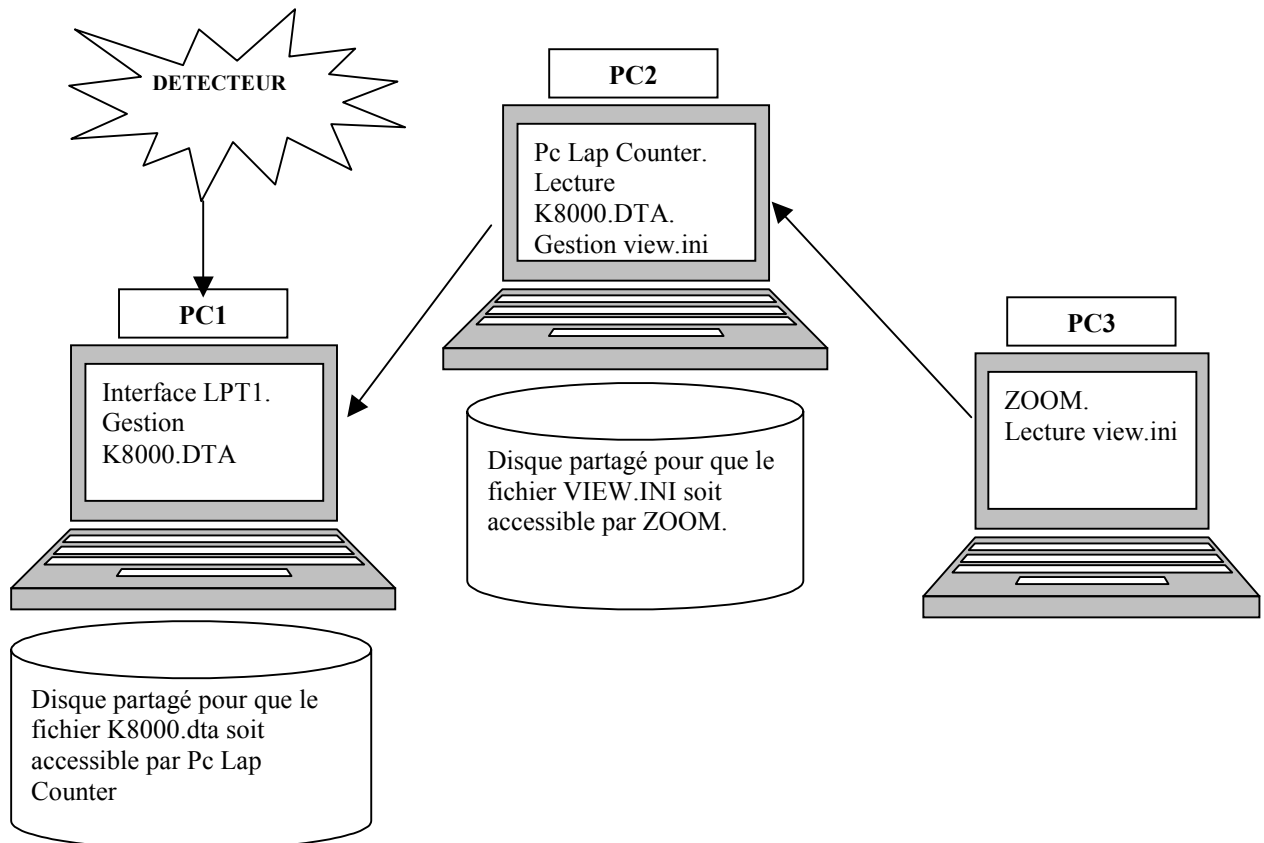 DETECTEUR
PC2
Pc Lap Counter.
Lecture
K8000.DTA.
Gestion view.ini
PC1
Interface LPT1.
Gestion
K8000.DTA
PC3
ZOOM.
Lecture view.ini
Disque partagé pour que le
fichier VIEW.INI soit
accessible par ZOOM.
Disque partagé pour que le
fichier K8000.dta soit
accessible par Pc Lap
Counter